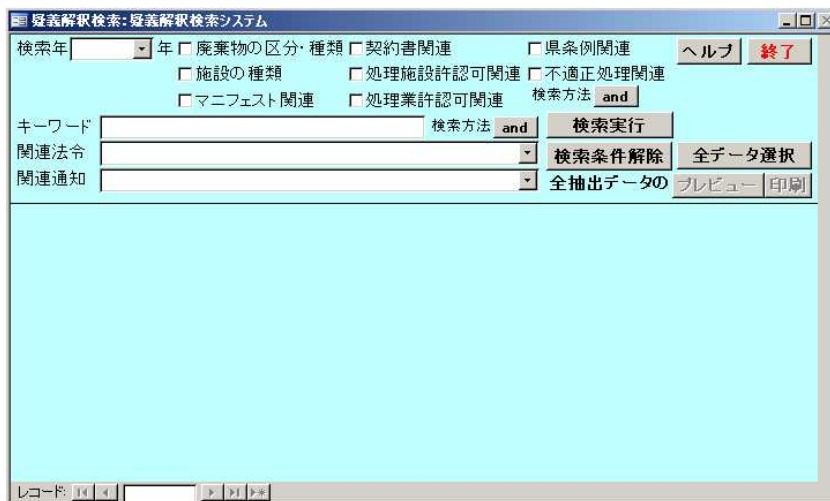 疑義解釈検索:疑義解釈検索システム
検索年 年 廃棄物の区分・種類 契約書関連 県条例関連 ヘルプ 終了
施設の種類 処理施設許認可関連 不適正処理関連
マニフェスト関連 処理業許認可関連 検索方法 and
キーワード 検索方法 and 検索実行
関連法令 検索条件解除 全データ選択
関連通知 全抽出データの プレビュー 印刷
レコード: